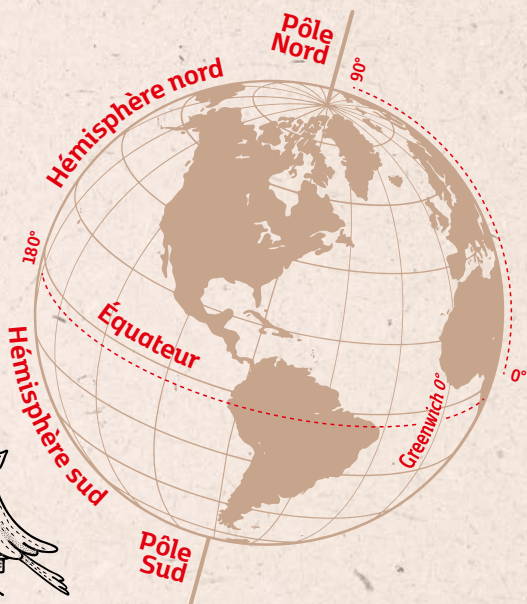 Pôle
Nord
90°
Hémisphère nord
180°
Équateur
0°
Greenwich 0°
Hémisphère sud
Pôle
Sud